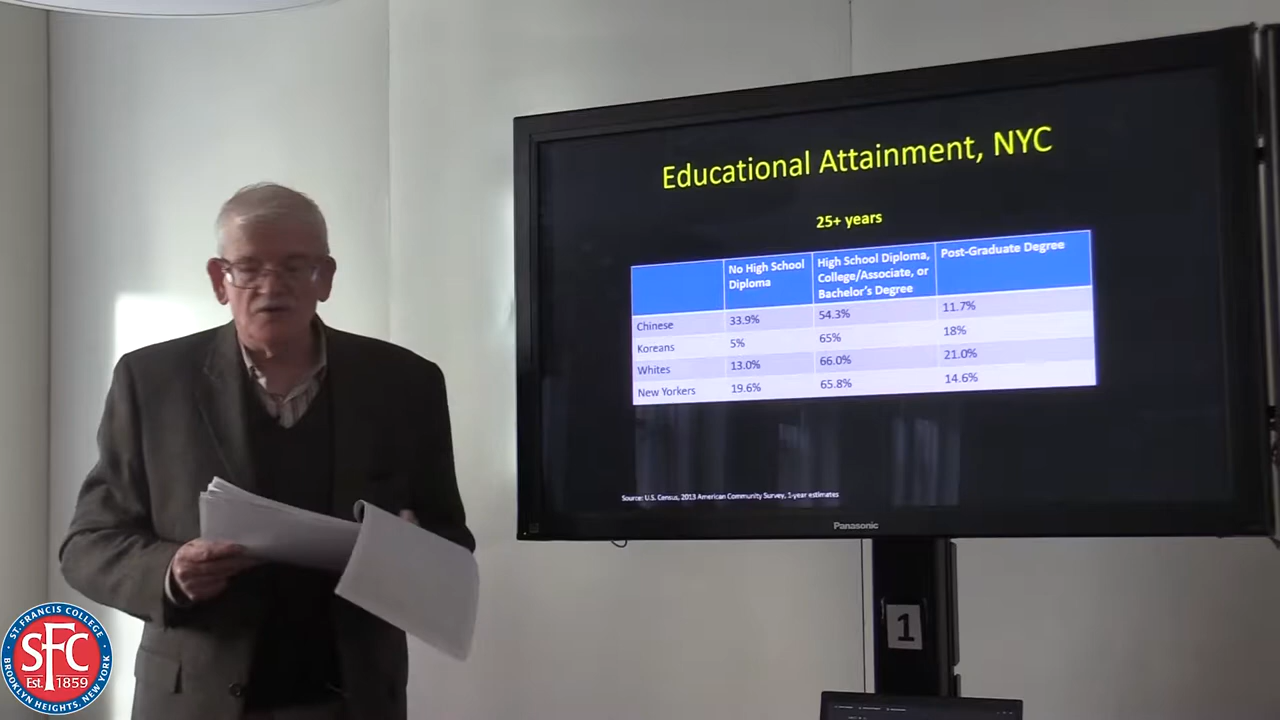 Educational Attainment, NYC
25+ years
No High School Diploma
High School Diploma, College/Associate, or Bachelor's Degree
Post-Graduate Degree
Chinese 33.9% 54.3% 11.7%
Koreans 5% 65% 18%
Whites 13.0% 66.0% 21.0%
New Yorkers 19.6% 65.8% 14.6%
Source: U.S. Census, 2013 American Community Survey, 1-year estimates
Panasonic
1
ST. FRANCIS COLLEGE
SFC
EST. 1859
BROOKLYN HEIGHTS, NEW YORK